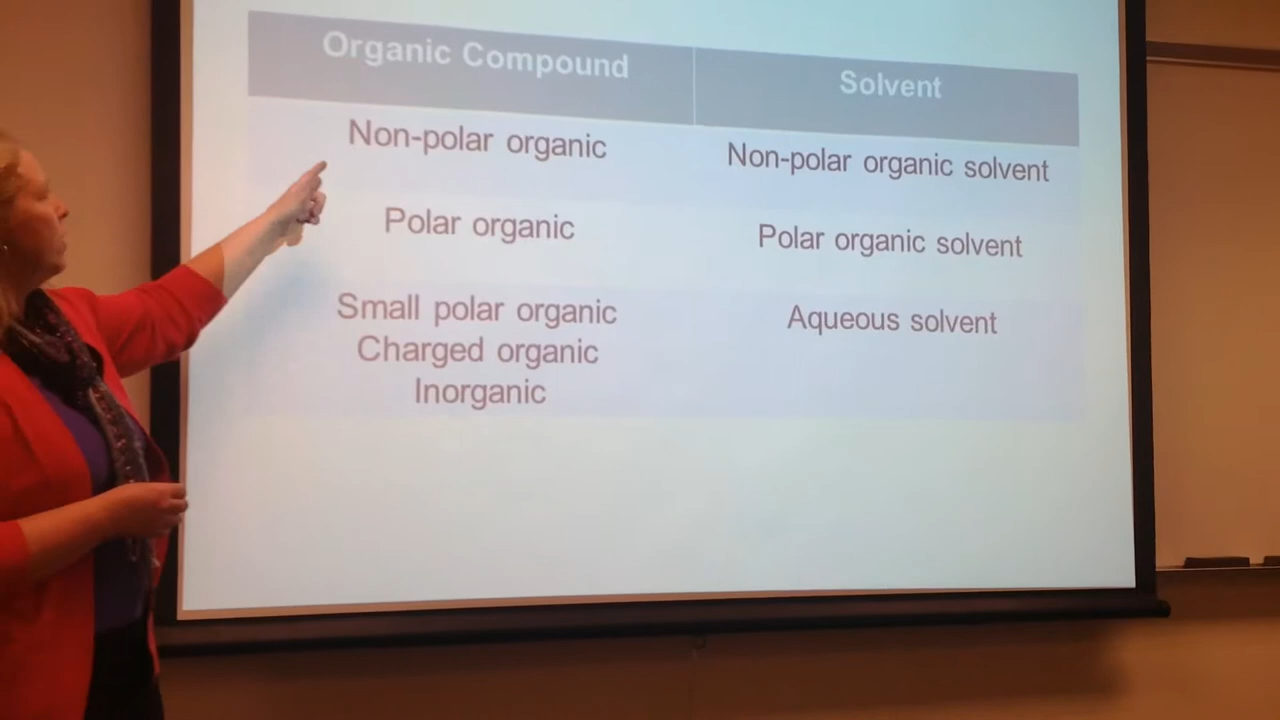 Organic Compound
Solvent
Non-polar organic
Non-polar organic solvent
Polar organic
Polar organic solvent
Small polar organic
Charged organic
Inorganic
Aqueous solvent